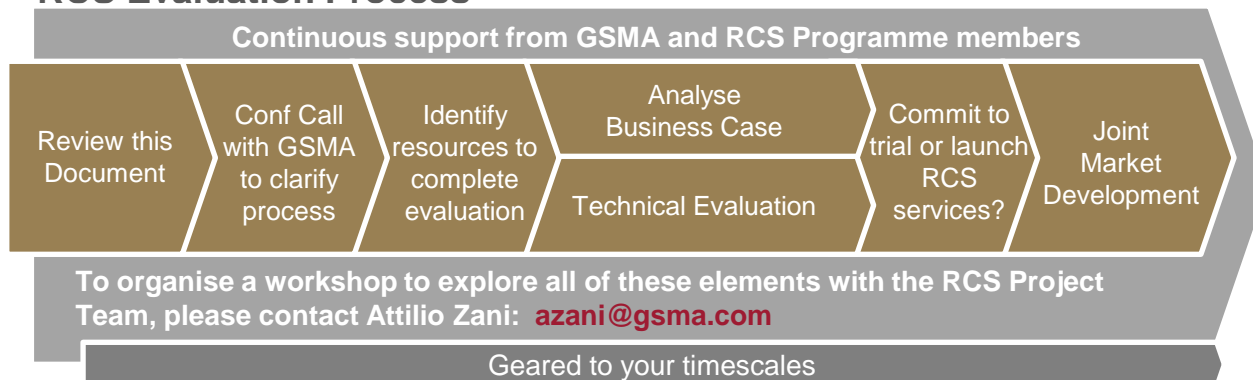 RCS Evaluation Process
Continuous support from GSMA and RCS Programme members
Review this
Document
Conf Call
with GSMA
to clarify
process
Identify
resources to
complete
evaluation
Analyse
Business Case
Technical Evaluation
Commit to
trial or launch
RCS
services?
Joint
Market
Development
To organise a workshop to explore all of these elements with the RCS Project
Team, please contact Attilio Zani: azani@gsma.com
Geared to your timescales